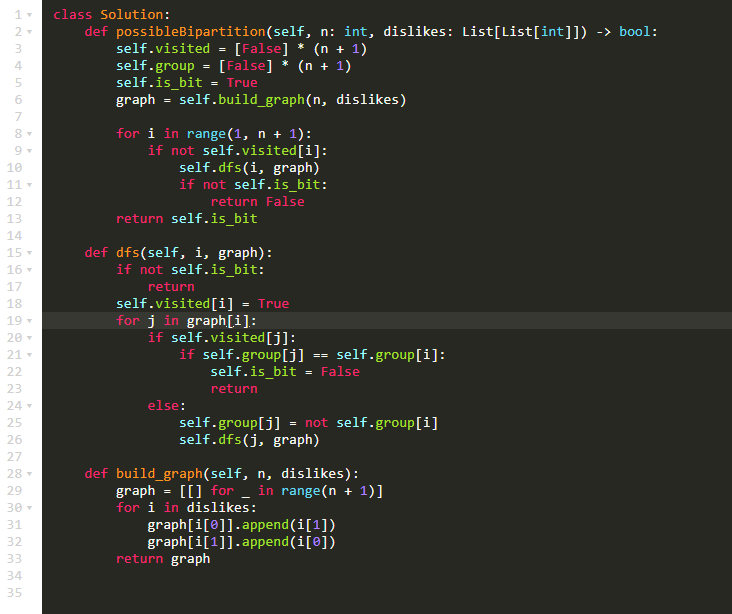 1 class Solution:
2     def possibleBipartition(self, n: int, dislikes: List[List[int]]) -> bool:
3         self.visited = [False] * (n + 1)
4         self.group = [False] * (n + 1)
5         self.is_bit = True
6         graph = self.build_graph(n, dislikes)
7
8         for i in range(1, n + 1):
9             if not self.visited[i]:
10                 self.dfs(i, graph)
11                 if not self.is_bit:
12                     return False
13         return self.is_bit
14
15     def dfs(self, i, graph):
16         if not self.is_bit:
17             return
18         self.visited[i] = True
19         for j in graph[i]:
20             if self.visited[j]:
21                 if self.group[j] == self.group[i]:
22                     self.is_bit = False
23                     return
24             else:
25                 self.group[j] = not self.group[i]
26                 self.dfs(j, graph)
27
28     def build_graph(self, n, dislikes):
29         graph = [[] for _ in range(n + 1)]
30         for i in dislikes:
31             graph[i[0]].append(i[1])
32             graph[i[1]].append(i[0])
33         return graph
34
35